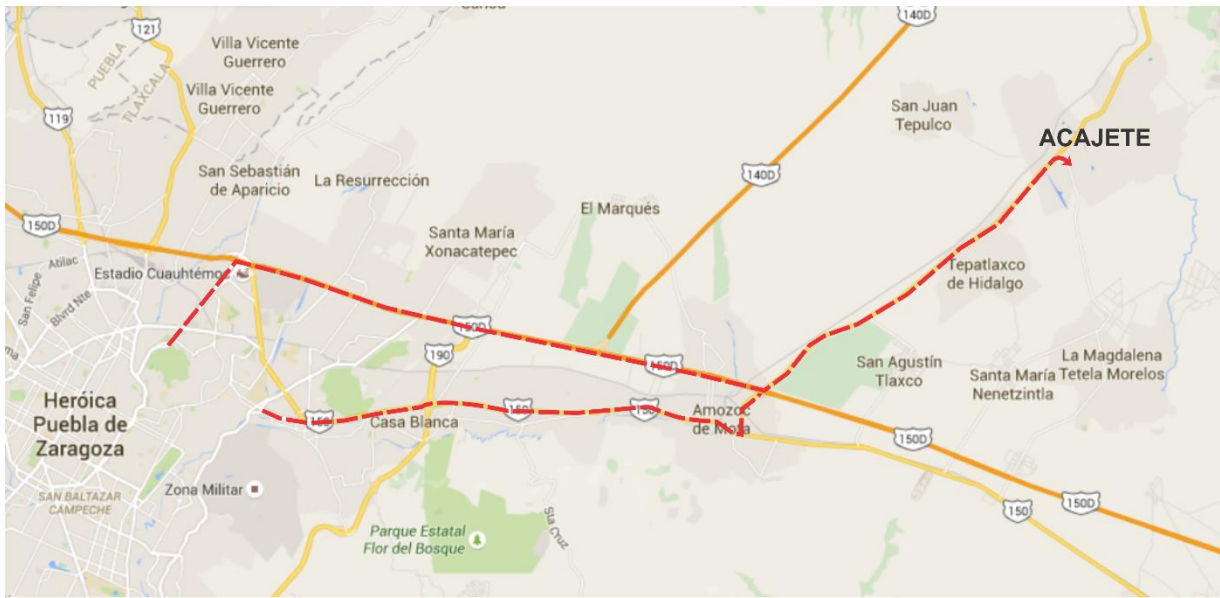 Canoa
140D
121
Villa Vicente
Guerrero
PUEBLA
TLAXCALA
Villa Vicente
Guerrero
119
San Juan
Tepulco
ACAJETE
San Sebastián
de Aparicio
La Resurrección
140D
El Marqués
150D
Santa María
Xonacatepec
Atilac
Estadio Cuauhtémoc
Tepatlaxco
de Hidalgo
San Felipe
Blvrd Nte
150D
190
150D
San Agustín
Tlaxco
La Magdalena
Tetela Morelos
Santa María
Nenetzintla
Heróica
Puebla de
Zaragoza
150
Casa Blanca
150
150
Amozoc
de Mota
150D
Zona Militar
SAN BALTAZAR
CAMPECHE
150D
150
Sta Cruz
Parque Estatal
Flor del Bosque